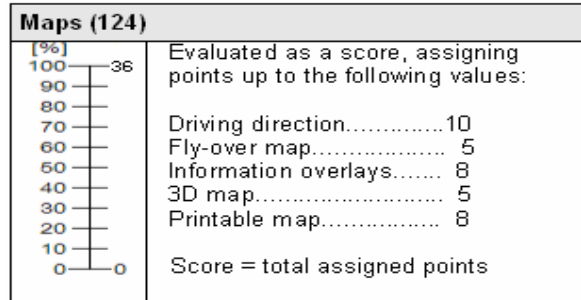 Maps (124)
[%]
100 36
90
80
70
60
50
40
30
20
10
0 0
Evaluated as a score, assigning
points up to the following values:
Driving direction..............10
Fly-over map................... 5
Information overlays....... 8
3D map........................... 5
Printable map................. 8
Score = total assigned points